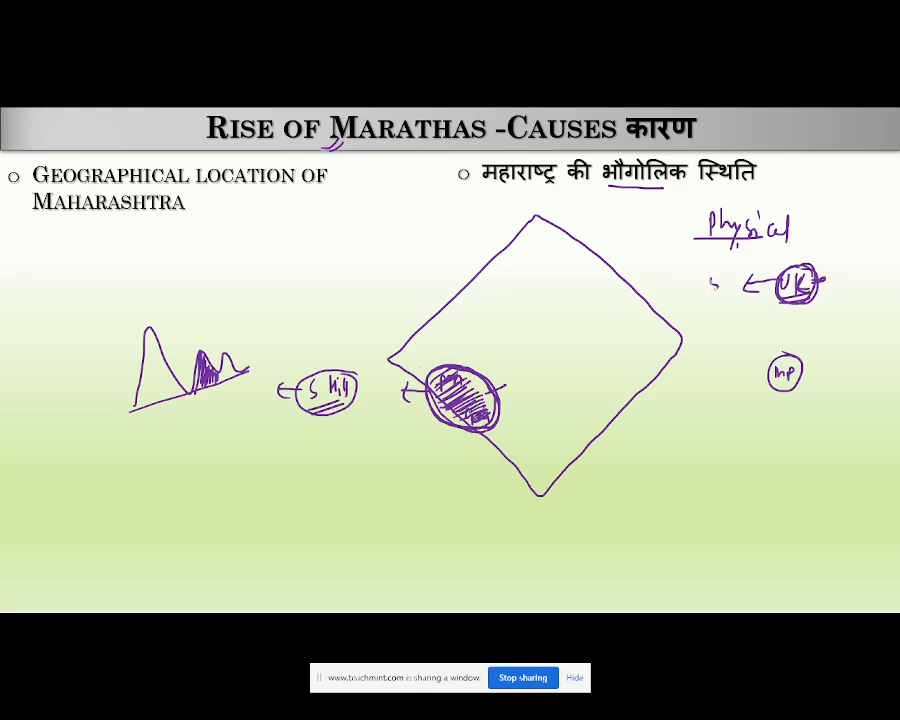 RISE OF MARATHAS -CAUSES कारण
GEOGRAPHICAL LOCATION OF
MAHARASHTRA
महाराष्ट्र की भौगोलिक स्थिति
Physical
UK
S Hill
MP
www.teachmint.com is sharing a window.
Stop sharing
Hide